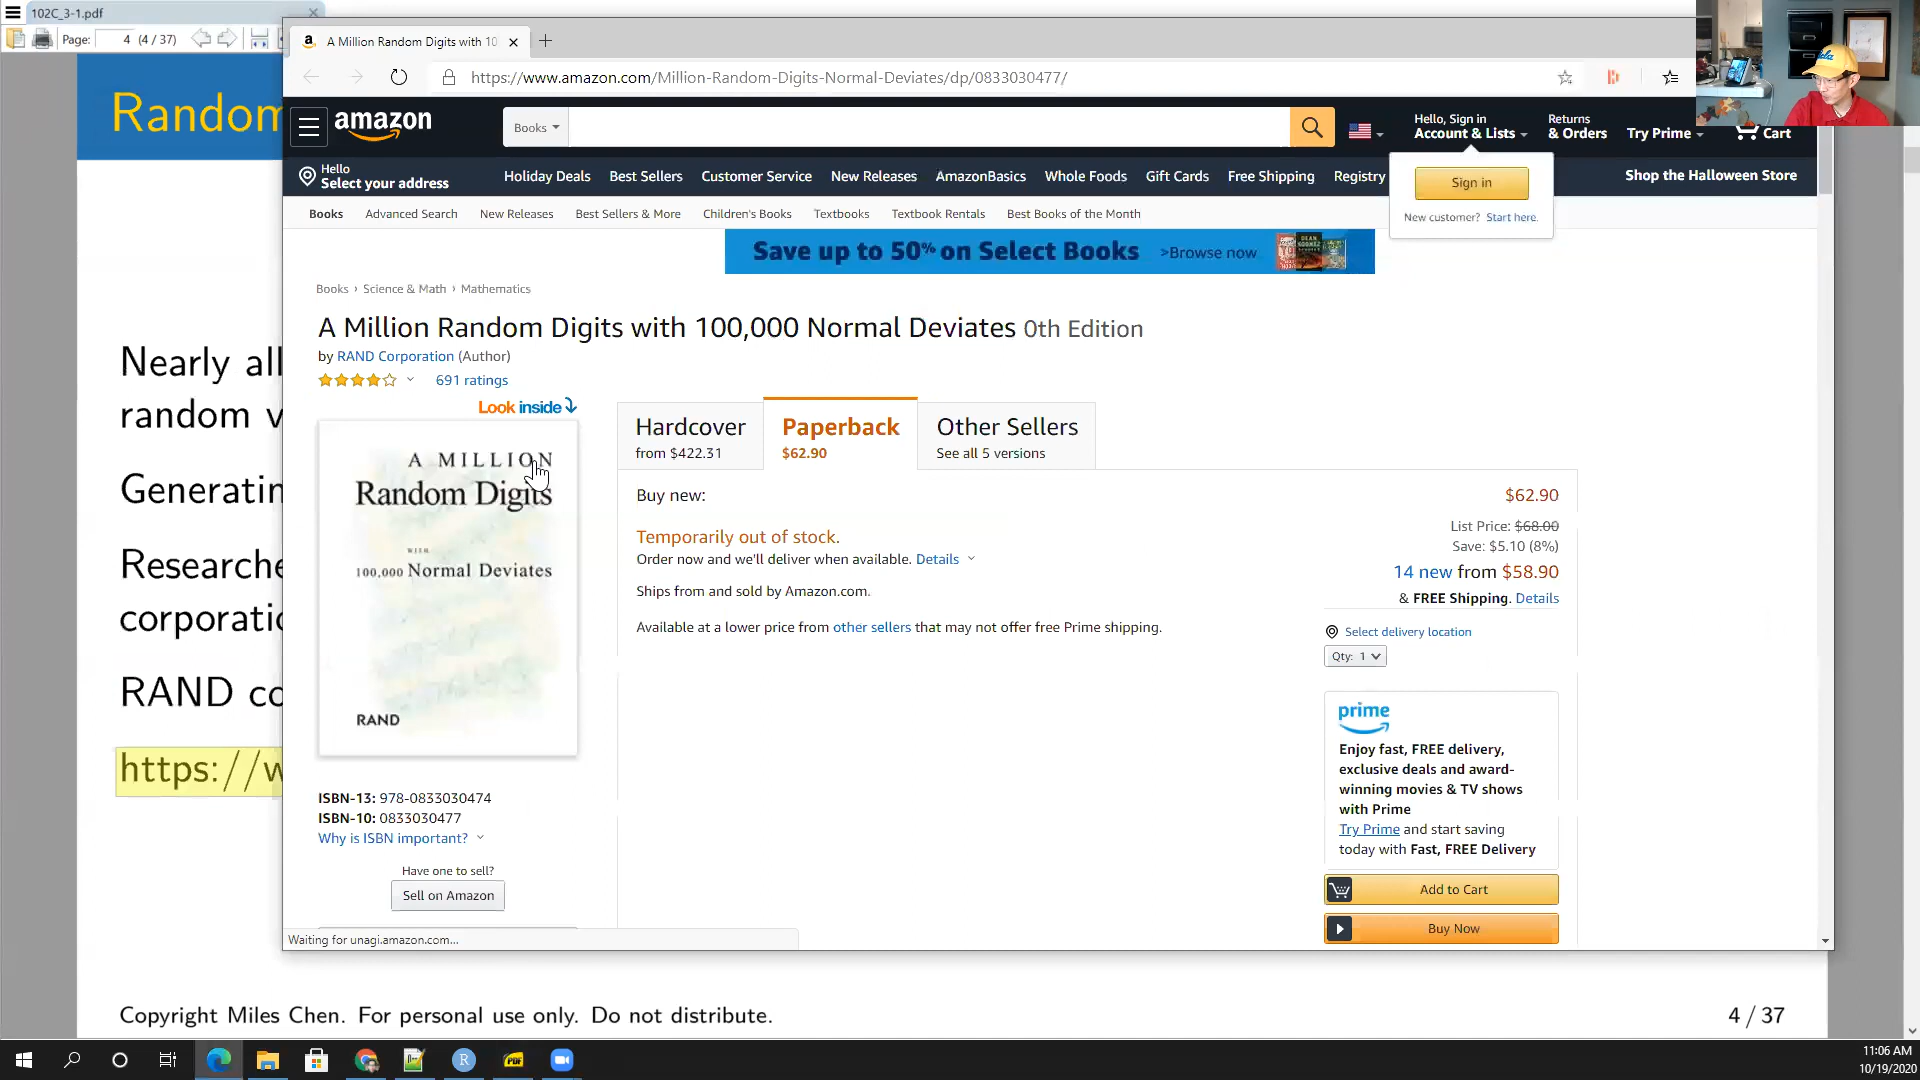 102C_3-1.pdf
Page: 4 (4 / 37)
A Million Random Digits with 10
https://www.amazon.com/Million-Random-Digits-Normal-Deviates/dp/0833030477/
amazon
Books
Hello, Sign in
Account & Lists
Returns
& Orders
Try Prime
Cart
Hello
Select your address
Holiday Deals Best Sellers Customer Service New Releases AmazonBasics Whole Foods Gift Cards Free Shipping Registry
Shop the Halloween Store
Sign in
New customer? Start here.
Books Advanced Search New Releases Best Sellers & More Children's Books Textbooks Textbook Rentals Best Books of the Month
Save up to 50% on Select Books >Browse now
Books › Science & Math › Mathematics
A Million Random Digits with 100,000 Normal Deviates 0th Edition
by RAND Corporation (Author)
691 ratings
Look inside
A MILLION
Random Digits
WITH
100,000 Normal Deviates
RAND
ISBN-13: 978-0833030474
ISBN-10: 0833030477
Why is ISBN important?
Have one to sell?
Sell on Amazon
Hardcover
from $422.31
Paperback
$62.90
Other Sellers
See all 5 versions
Buy new:
$62.90
Temporarily out of stock.
Order now and we'll deliver when available. Details
Ships from and sold by Amazon.com.
Available at a lower price from other sellers that may not offer free Prime shipping.
List Price: $68.00
Save: $5.10 (8%)
14 new from $58.90
& FREE Shipping. Details
Select delivery location
Qty: 1
prime
Enjoy fast, FREE delivery,
exclusive deals and award-
winning movies & TV shows
with Prime
Try Prime and start saving
today with Fast, FREE Delivery
Add to Cart
Buy Now
Waiting for unagi.amazon.com...
Random
Nearly all
random v
Generatin
Researche
corporatio
RAND co
https://w
Copyright Miles Chen. For personal use only. Do not distribute.
4 / 37
R
PDF
11:06 AM
10/19/2020